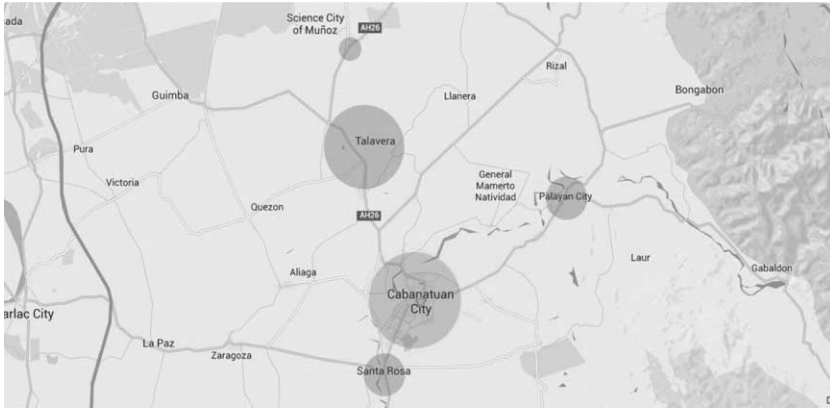 Science City
of Muñoz
AH26
Rizal
Guimba
Llanera
Bongabon
Talavera
Pura
Victoria
General
Mamerto
Natividad
Palayan City
Quezon
AH26
Laur
Aliaga
Gabaldon
Cabanatuan
City
arlac City
La Paz
Zaragoza
Santa Rosa